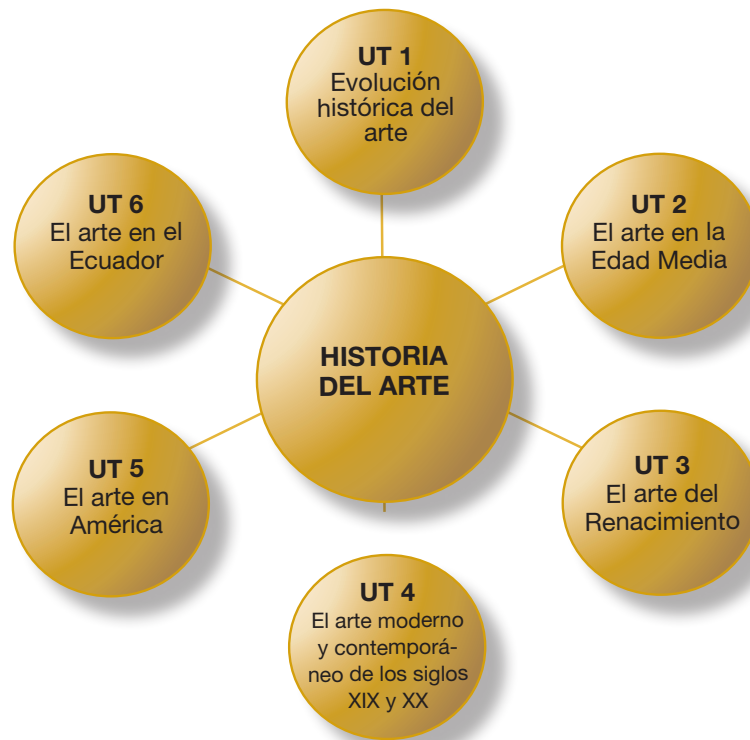 UT 1
Evolución
histórica del
arte
UT 2
El arte en la
Edad Media
UT 3
El arte del
Renacimiento
UT 4
El arte moderno
y contemporá-
neo de los siglos
XIX y XX
UT 5
El arte en
América
UT 6
El arte en el
Ecuador
HISTORIA
DEL ARTE